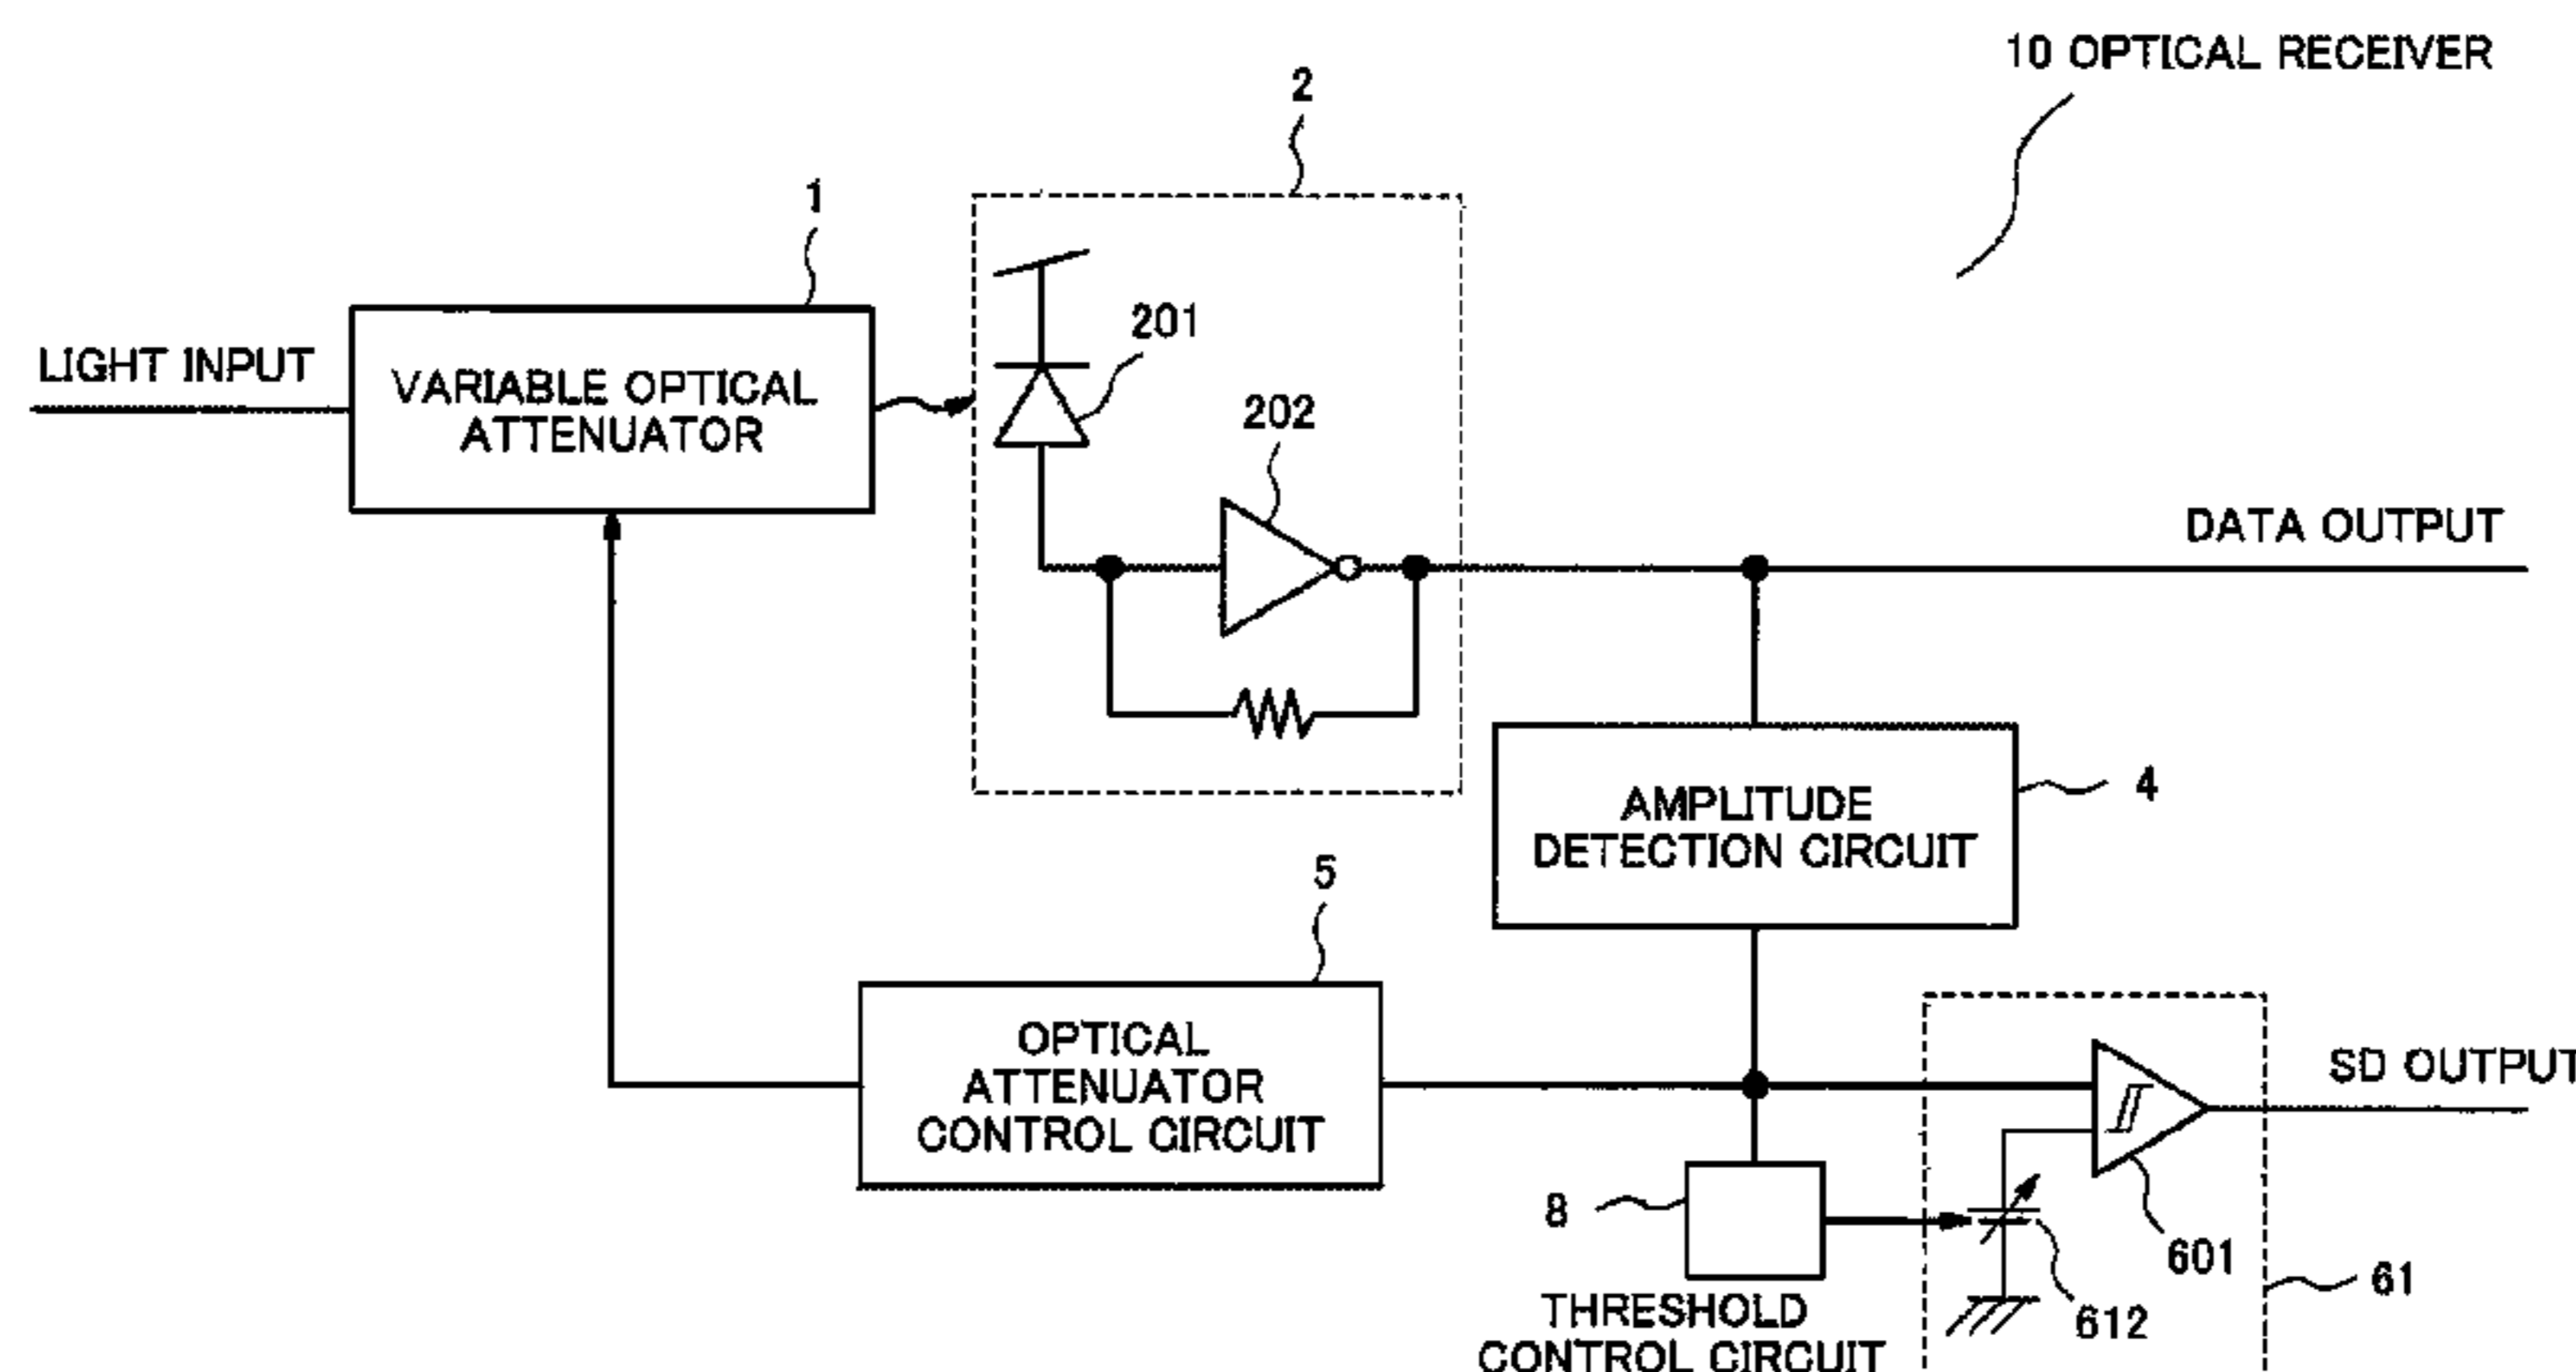 10 OPTICAL RECEIVER
2
1
201
LIGHT INPUT
VARIABLE OPTICAL
ATTENUATOR
202
DATA OUTPUT
AMPLITUDE
DETECTION CIRCUIT
4
5
OPTICAL
ATTENUATOR
CONTROL CIRCUIT
SD OUTPUT
8
601
61
612
THRESHOLD
CONTROL CIRCUIT